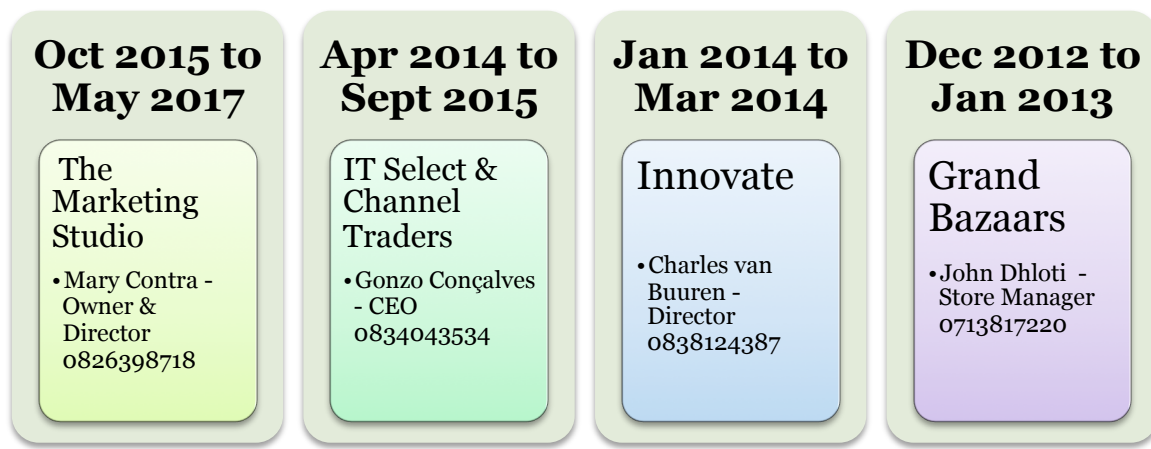 Oct 2015 to
May 2017
The
Marketing
Studio
•Mary Contra -
Owner &
Director
0826398718
Apr 2014 to
Sept 2015
IT Select &
Channel
Traders
•Gonzo Conçalves
- CEO
0834043534
Jan 2014 to
Mar 2014
Innovate
•Charles van
Buuren -
Director
0838124387
Dec 2012 to
Jan 2013
Grand
Bazaars
•John Dhloti -
Store Manager
0713817220